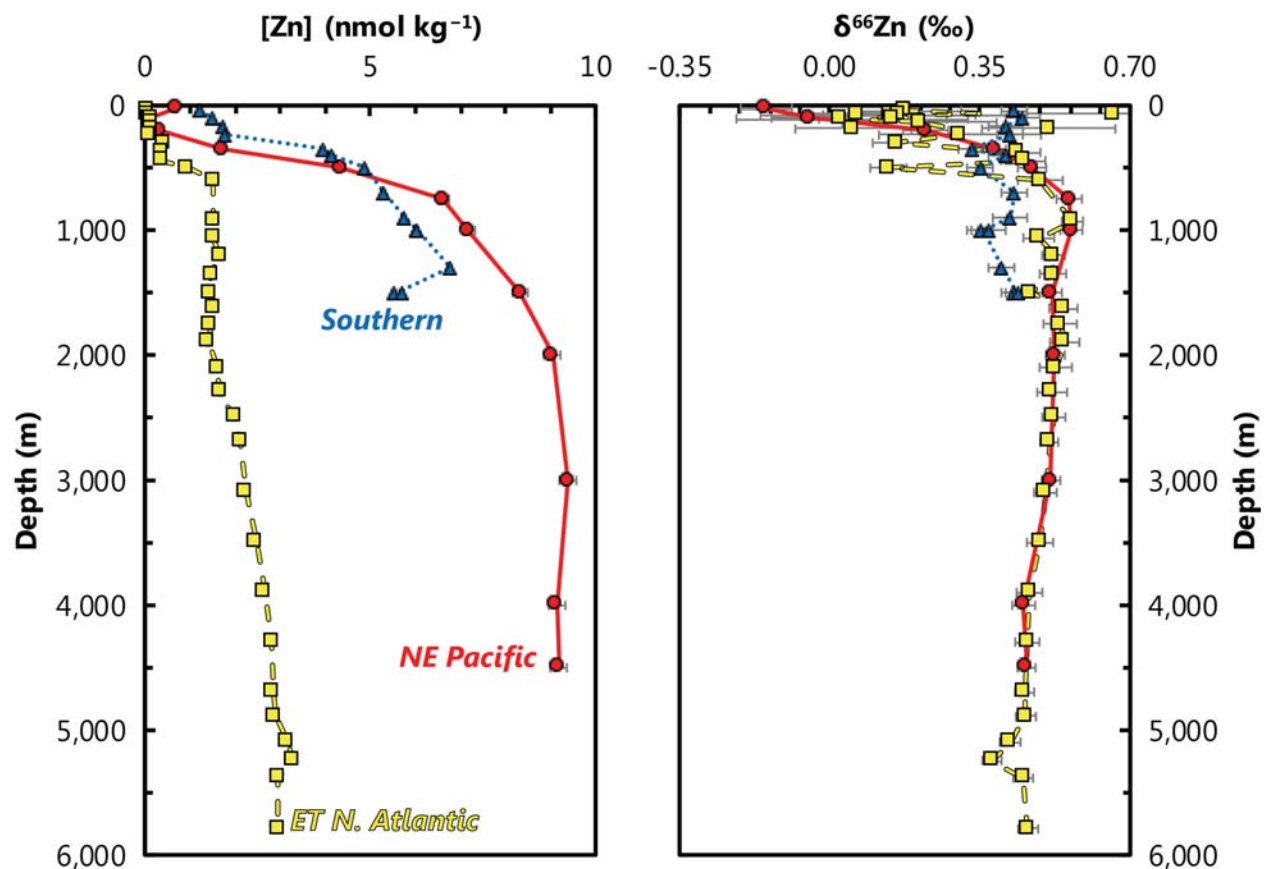 [Zn] (nmol kg⁻¹)
δ⁶⁶Zn (‰)
0 5 10
-0.35 0.00 0.35 0.70
0
1,000
2,000
3,000
4,000
5,000
6,000
Depth (m)
Southern
NE Pacific
ET N. Atlantic
0
1,000
2,000
3,000
4,000
5,000
6,000
Depth (m)